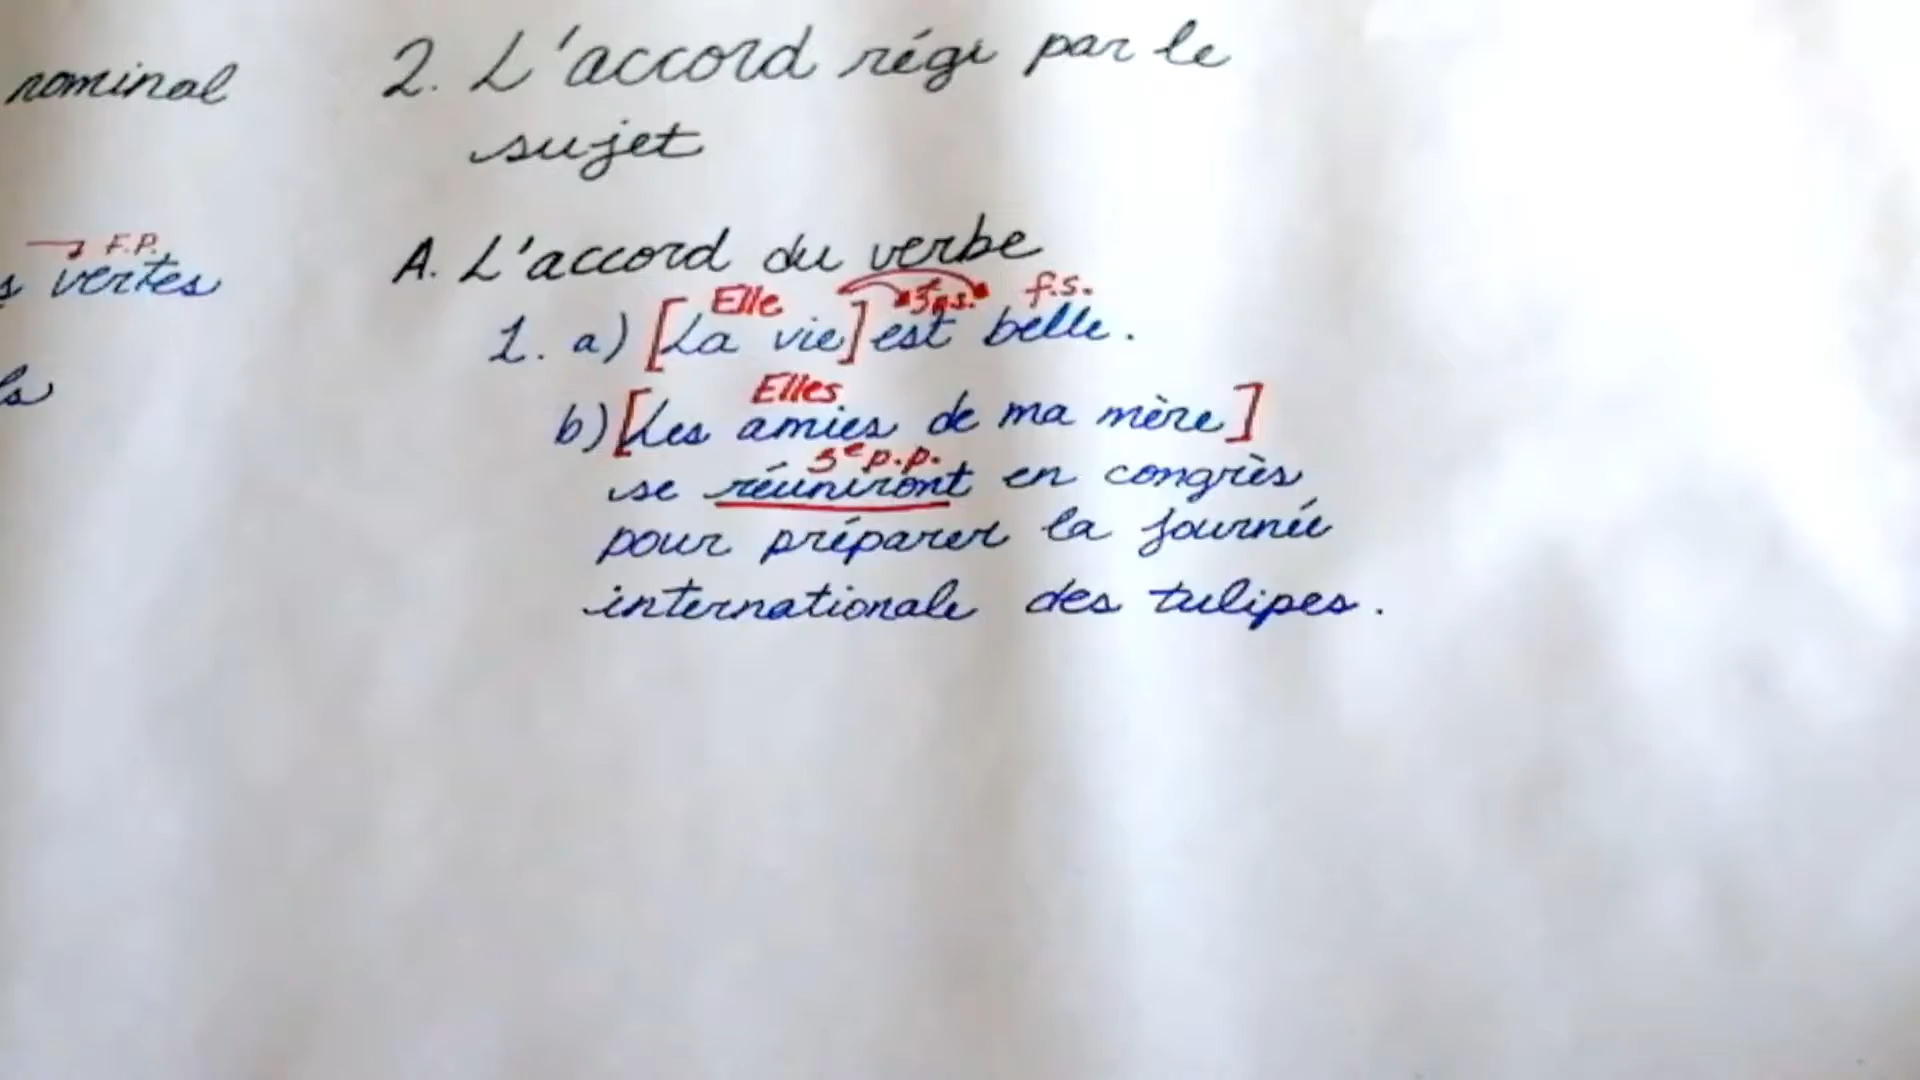 nominal
F.P.
s vertes
ls
2. L'accord régi par le
sujet
A. L'accord du verbe
Elle f.s.
1. a) [La vie] est belle.
Elles
b) [Les amies de ma mère]
3e p.p.
se réuniront en congrès
pour préparer la journée
internationale des tulipes.